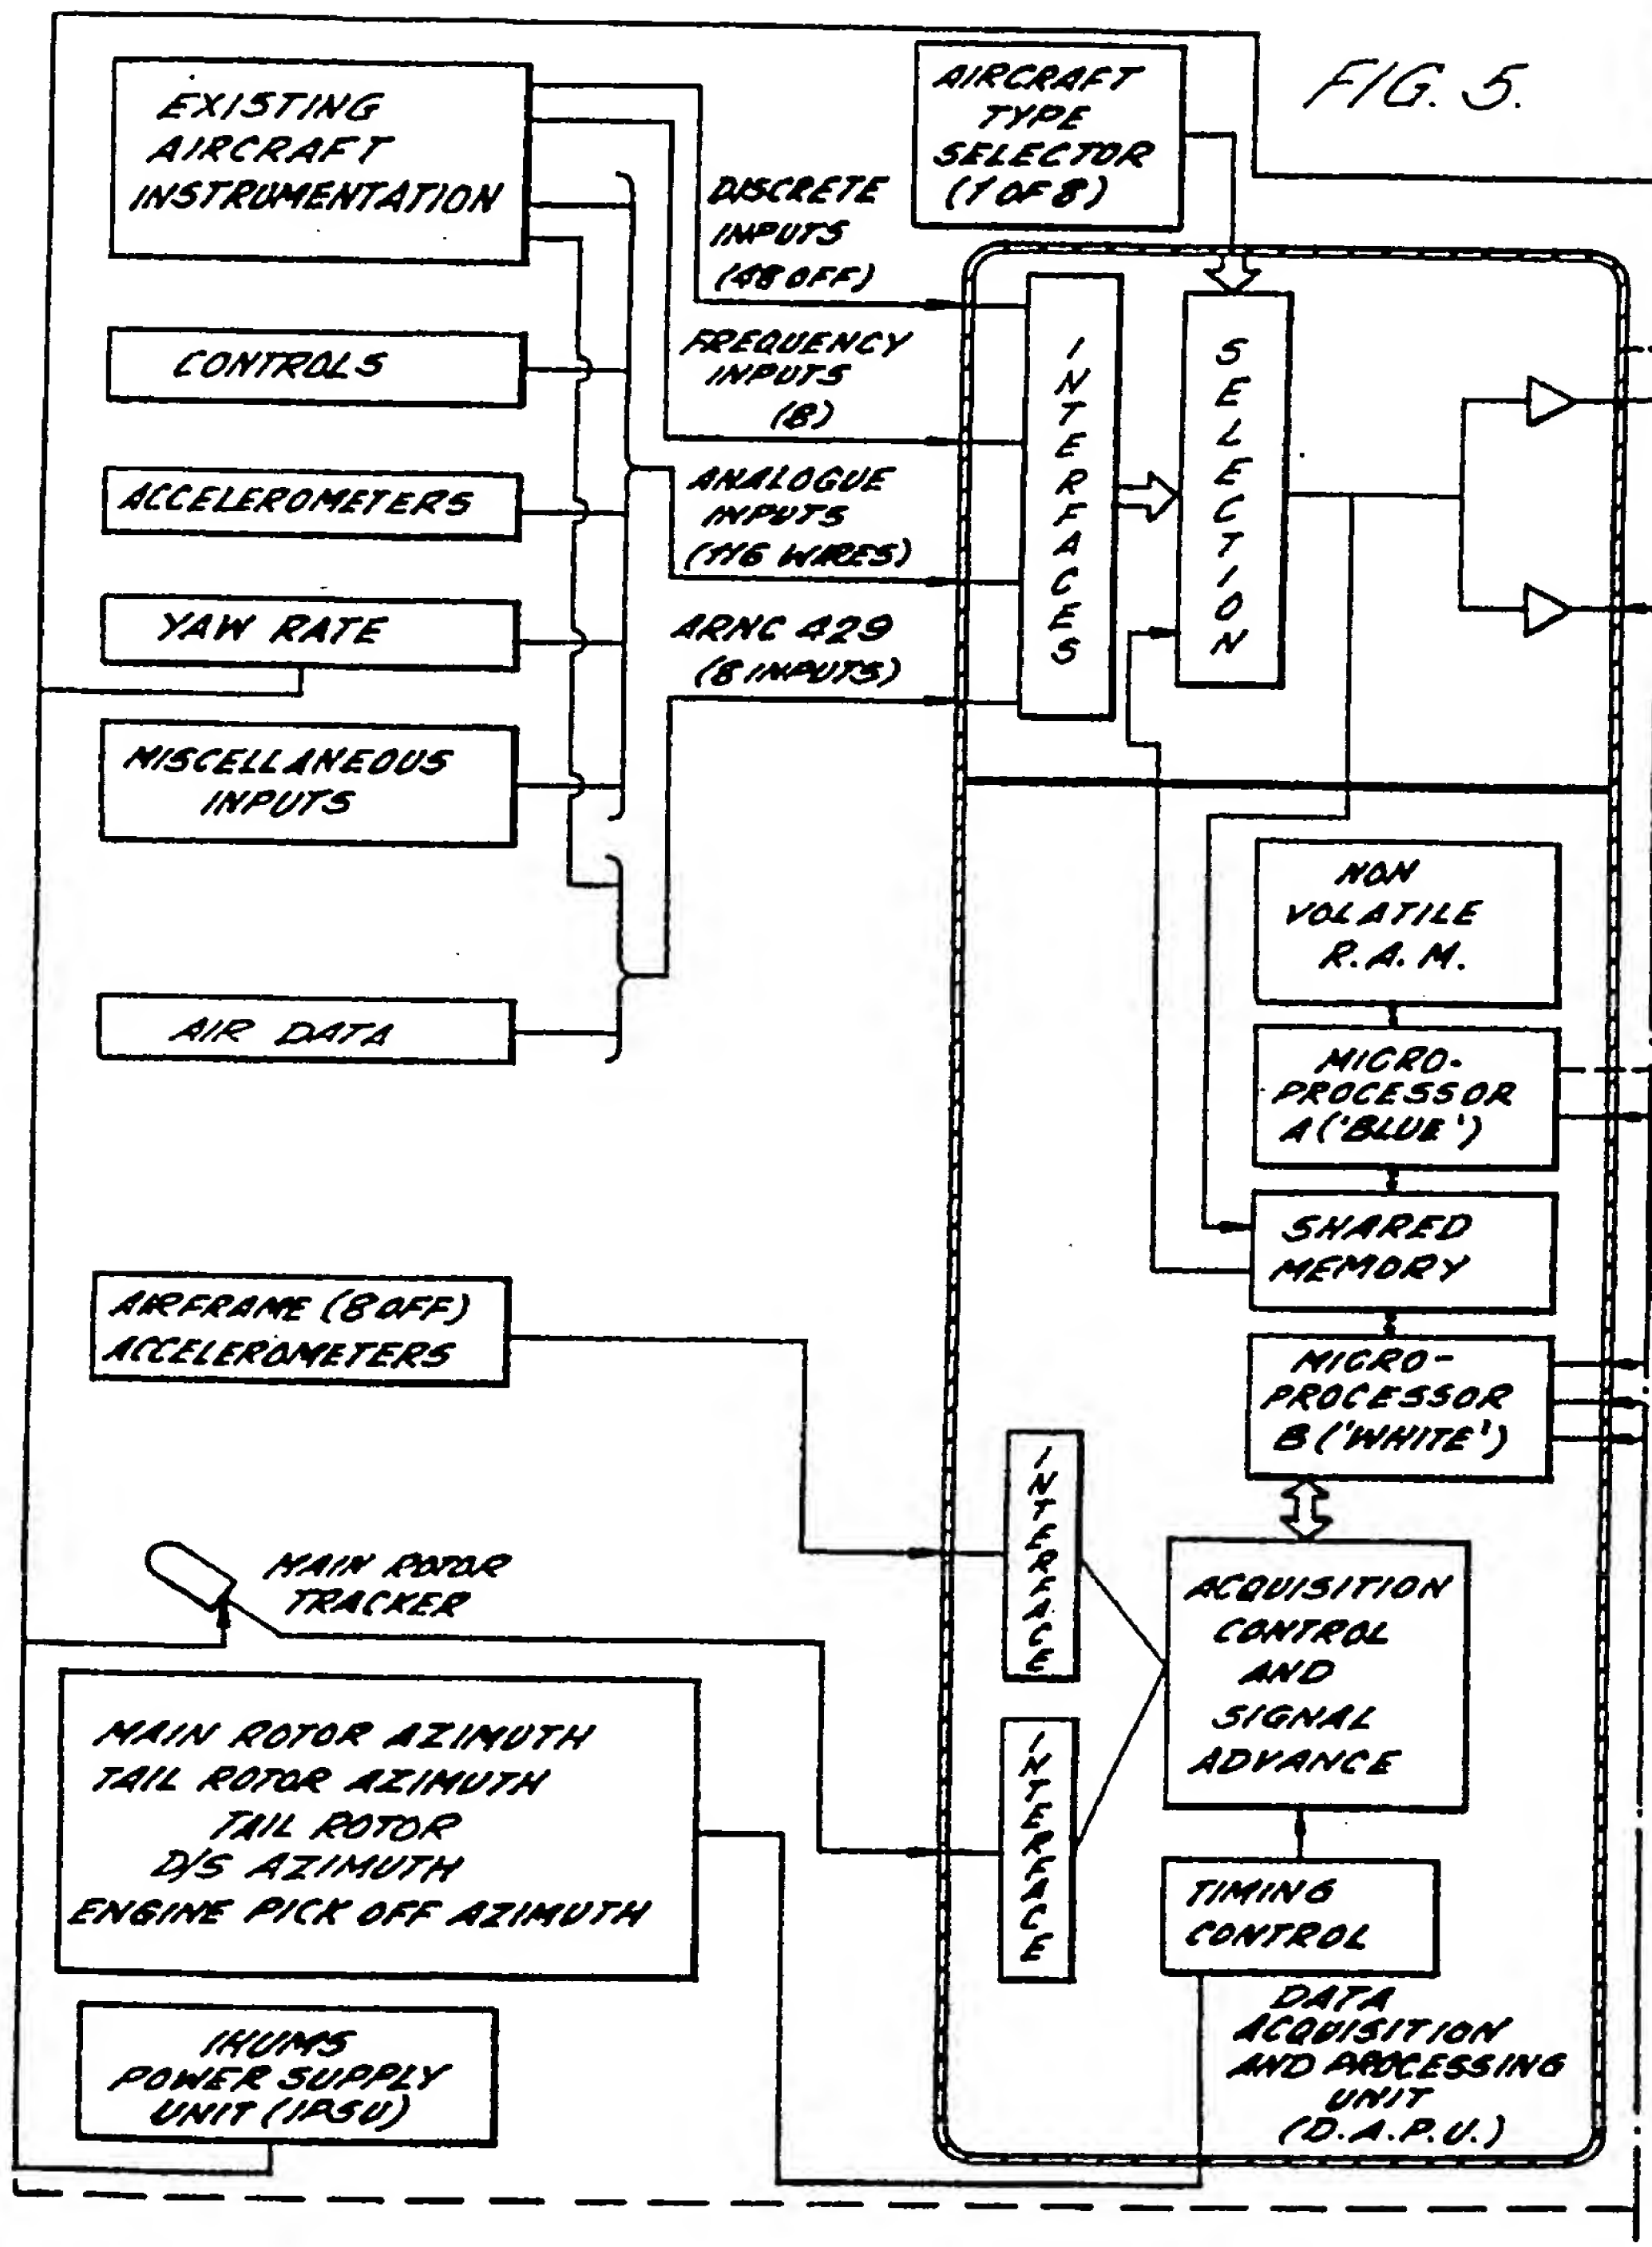 FIG. 5.
EXISTING
AIRCRAFT
INSTRUMENTATION
AIRCRAFT
TYPE
SELECTOR
(1 OF 8)
DISCRETE
INPUTS
(48 OFF)
CONTROLS
FREQUENCY
INPUTS
(8)
INTERFACES
SELECTION
ACCELEROMETERS
ANALOGUE
INPUTS
(116 WIRES)
YAW RATE
ARNC 429
(8 INPUTS)
MISCELLANEOUS
INPUTS
NON
VOLATILE
R.A.M.
AIR DATA
MICRO-
PROCESSOR
A ('BLUE')
SHARED
MEMORY
AIRFRAME (8 OFF)
ACCELEROMETERS
MICRO-
PROCESSOR
B ('WHITE')
INTERFACE
MAIN ROTOR
TRACKER
ACQUISITION
CONTROL
AND
SIGNAL
ADVANCE
MAIN ROTOR AZIMUTH
TAIL ROTOR AZIMUTH
TAIL ROTOR
D/S AZIMUTH
ENGINE PICK OFF AZIMUTH
INTERFACE
TIMING
CONTROL
IHUMS
POWER SUPPLY
UNIT (IPSU)
DATA
ACQUISITION
AND PROCESSING
UNIT
(D.A.P.U.)